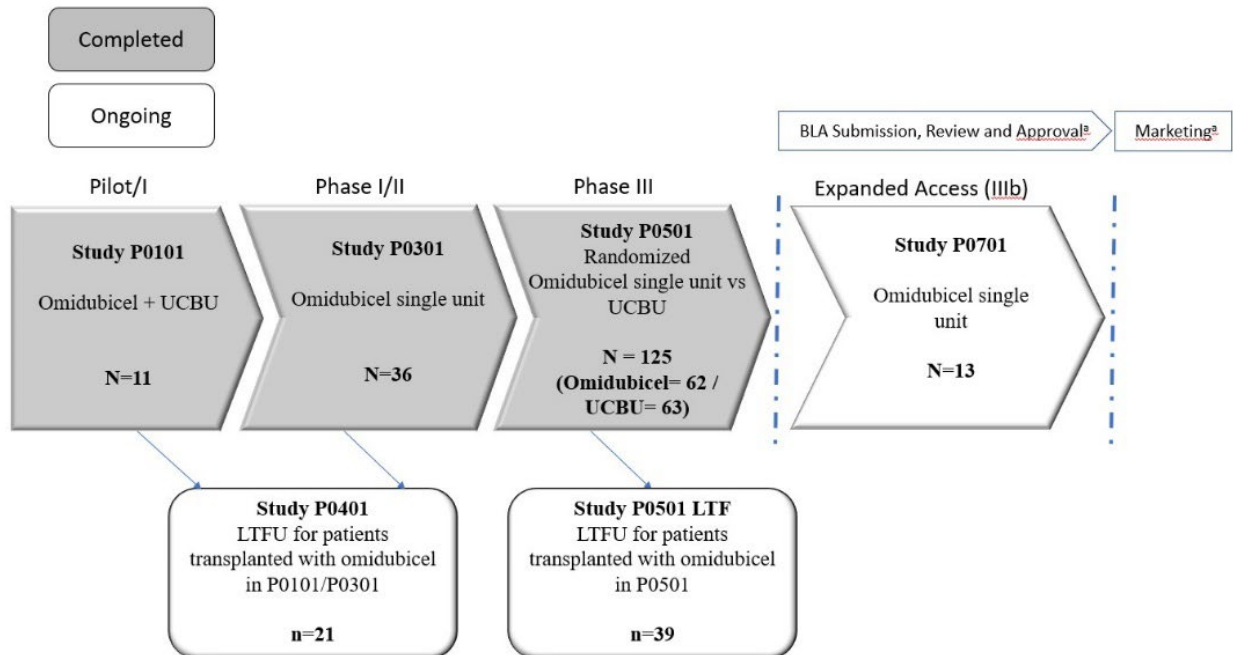 Completed
Ongoing
BLA Submission, Review and Approvalª
Marketingª
Pilot/I
Phase I/II
Phase III
Expanded Access (IIIb)
Study P0101
Omidubicel + UCBU
N=11
Study P0301
Omidubicel single unit
N=36
Study P0501
Randomized
Omidubicel single unit vs
UCBU
N = 125
(Omidubicel= 62 /
UCBU= 63)
Study P0701
Omidubicel single
unit
N=13
Study P0401
LTFU for patients
transplanted with omidubicel
in P0101/P0301
n=21
Study P0501 LTF
LTFU for patients
transplanted with omidubicel
in P0501
n=39